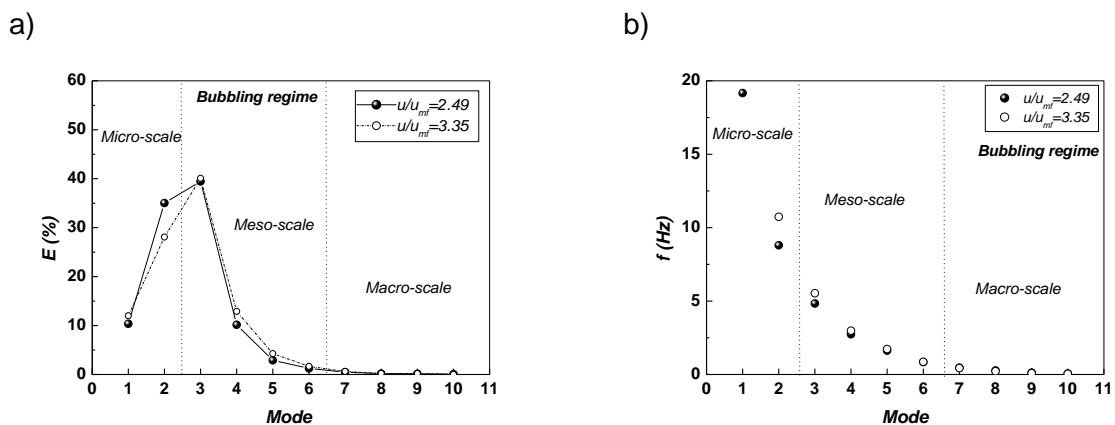 a)
60
50
40
30
20
10
0
E (%)
0 1 2 3 4 5 6 7 8 9 10 11
Mode
Bubbling regime
Micro-scale
Meso-scale
Macro-scale
u/u_mf=2.49
u/u_mf=3.35
b)
20
15
10
5
0
f (Hz)
0 1 2 3 4 5 6 7 8 9 10 11
Mode
Micro-scale
Meso-scale
Macro-scale
u/u_mf=2.49
u/u_mf=3.35
Bubbling regime